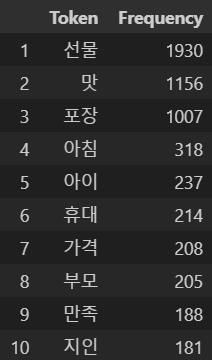 Token Frequency
1 선물 1930
2 맛 1156
3 포장 1007
4 아침 318
5 아이 237
6 휴대 214
7 가격 208
8 부모 205
9 만족 188
10 지인 181